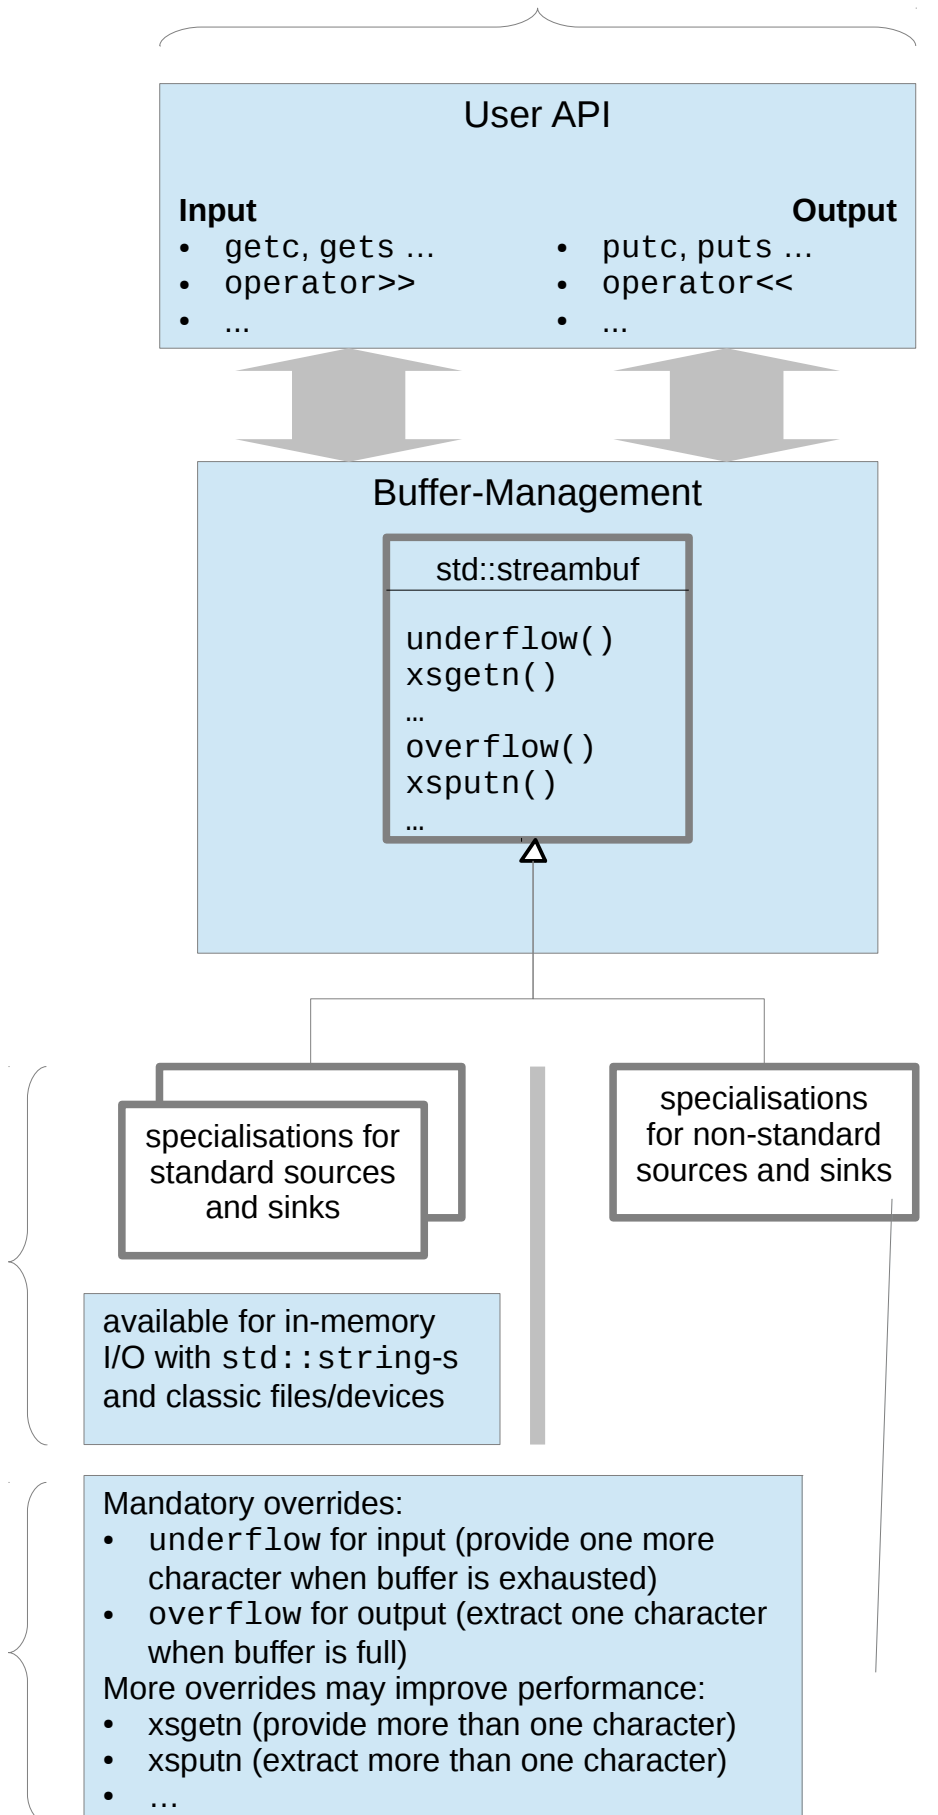 User API
Input
Output
• getc, gets …
• operator>>
• ...
• putc, puts …
• operator<<
• ...
Buffer-Management
std::streambuf
underflow()
xsgetn()
…
overflow()
xsputn()
…
specialisations for
standard sources
and sinks
specialisations
for non-standard
sources and sinks
available for in-memory
I/O with std::string-s
and classic files/devices
Mandatory overrides:
• underflow for input (provide one more
character when buffer is exhausted)
• overflow for output (extract one character
when buffer is full)
More overrides may improve performance:
• xsgetn (provide more than one character)
• xsputn (extract more than one character)
• …